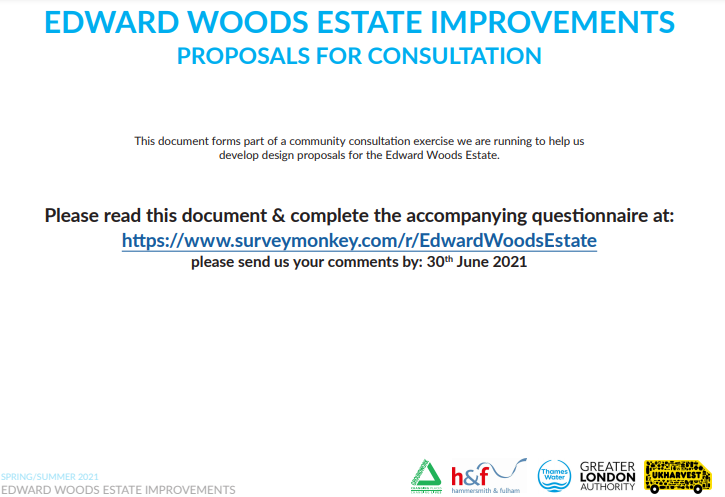 EDWARD WOODS ESTATE IMPROVEMENTS
PROPOSALS FOR CONSULTATION
This document forms part of a community consultation exercise we are running to help us
develop design proposals for the Edward Woods Estate.
Please read this document & complete the accompanying questionnaire at:
https://www.surveymonkey.com/r/EdwardWoodsEstate
please send us your comments by: 30th June 2021
SPRING/SUMMER 2021
EDWARD WOODS ESTATE IMPROVEMENTS
GROUNDWORK
h&f
hammersmith & fulham
Thames
Water
GREATER
LONDON
AUTHORITY
UKHARVEST